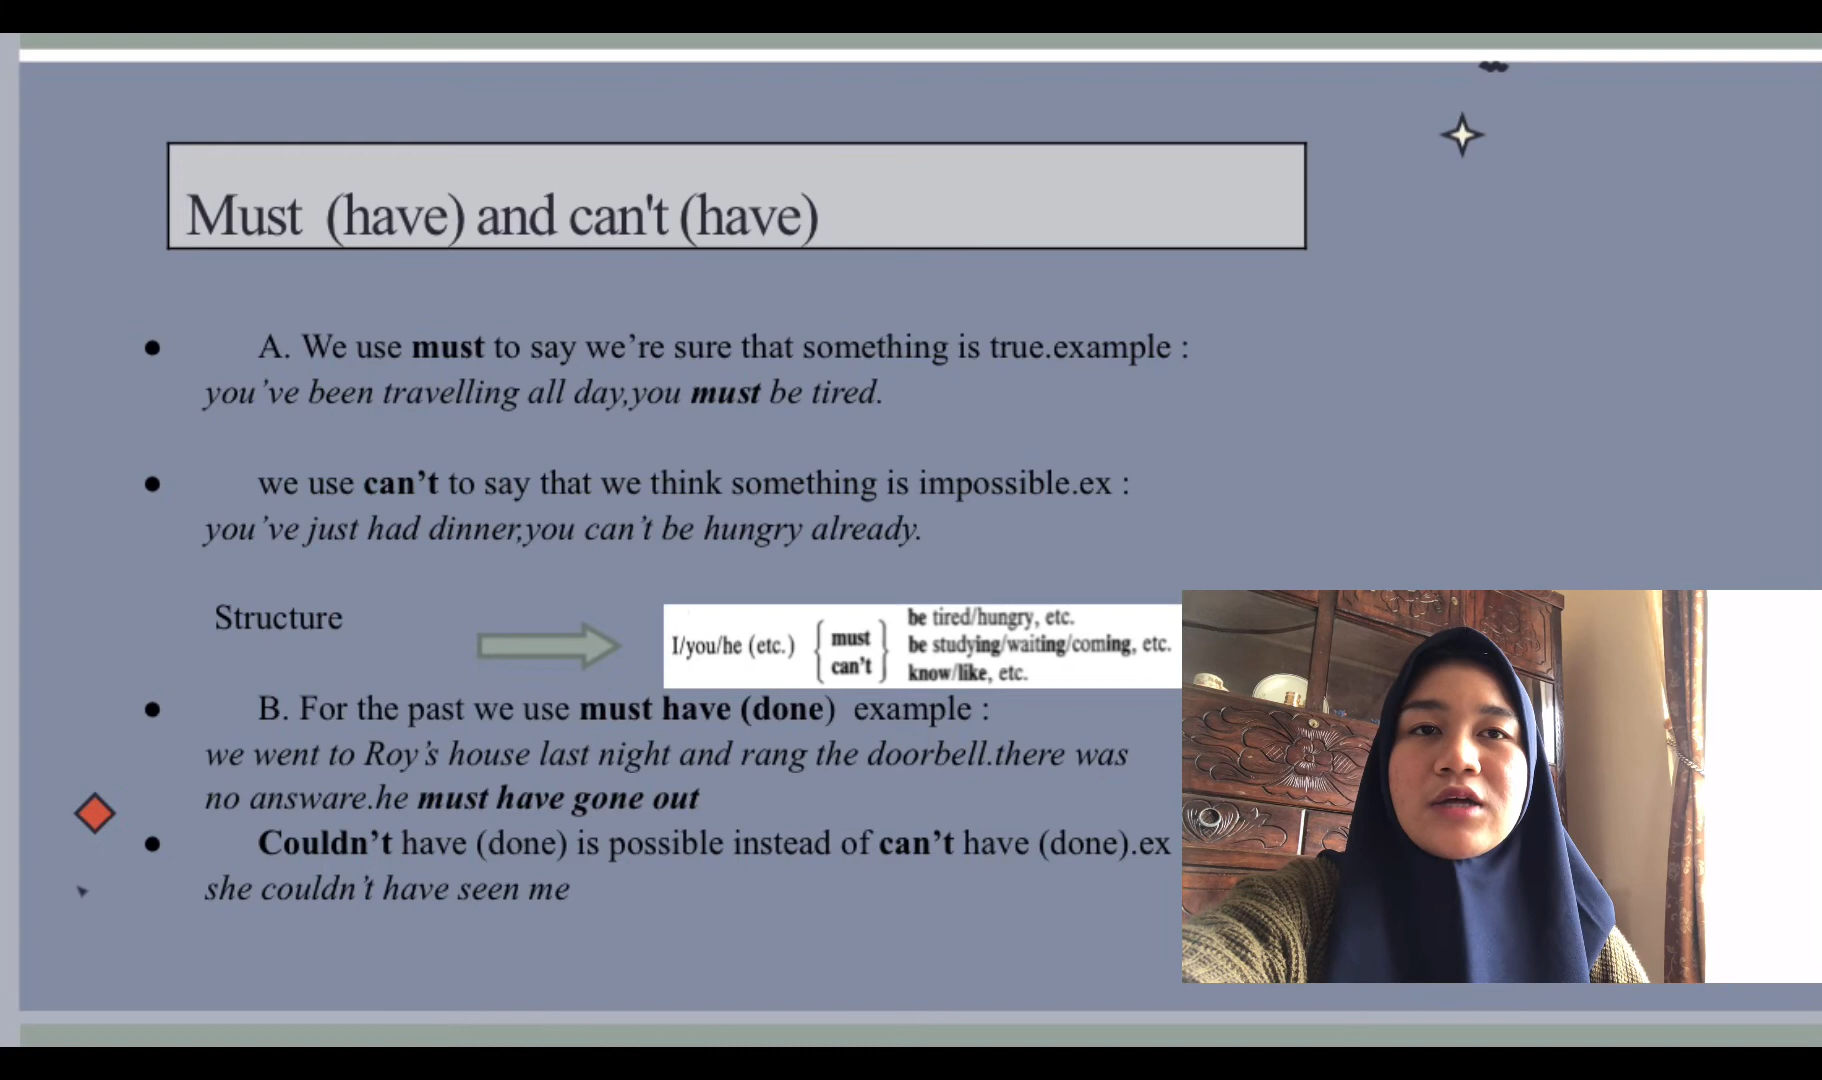 Must (have) and can't (have)
A. We use must to say we’re sure that something is true.example :
you’ve been travelling all day,you must be tired.
we use can’t to say that we think something is impossible.ex :
you’ve just had dinner,you can’t be hungry already.
Structure
be tired/hungry, etc.
I/you/he (etc.) must be studying/waiting/coming, etc.
can't know/like, etc.
B. For the past we use must have (done) example :
we went to Roy’s house last night and rang the doorbell.there was
no answare.he must have gone out
Couldn’t have (done) is possible instead of can’t have (done).ex
she couldn’t have seen me